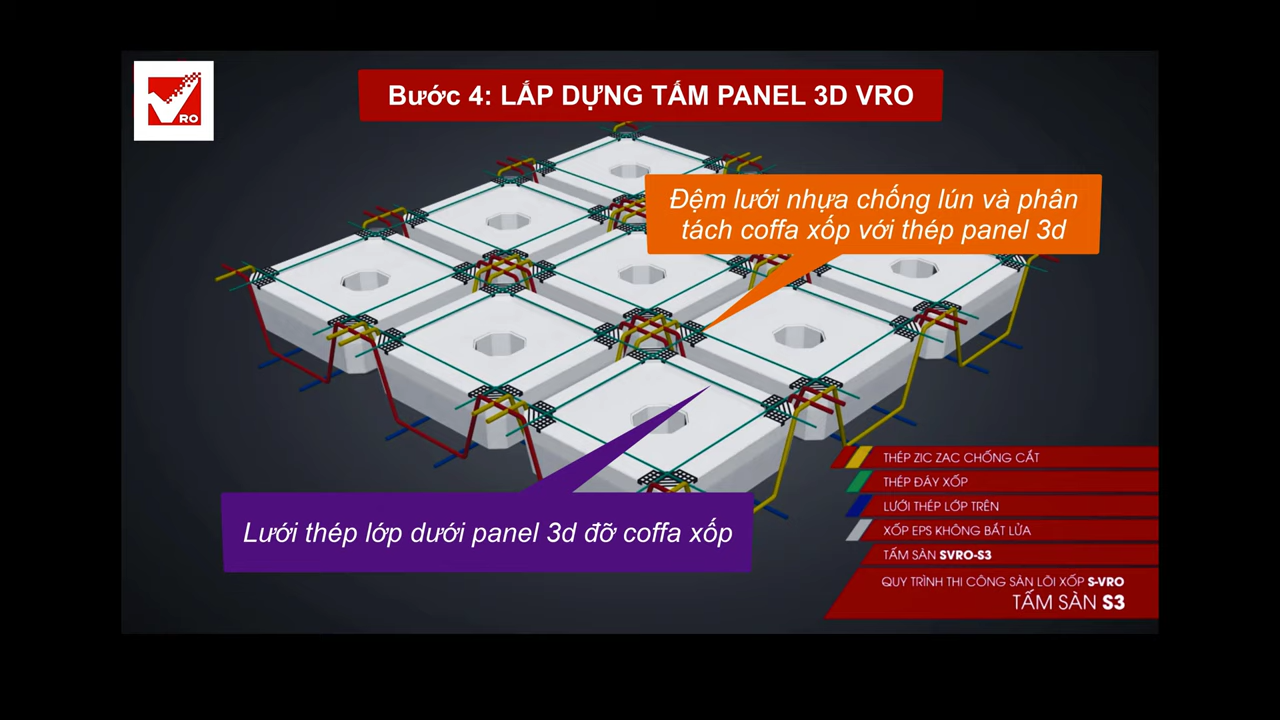 RO
Bước 4: LẮP DỰNG TẤM PANEL 3D VRO
Đệm lưới nhựa chống lún và phân
tách coffa xốp với thép panel 3d
Lưới thép lớp dưới panel 3d đỡ coffa xốp
THÉP ZIC ZAC CHỐNG CẮT
THÉP ĐÁY XỐP
LƯỚI THÉP LỚP TRÊN
XỐP EPS KHÔNG BẮT LỬA
TẤM SÀN SVRO-S3
QUY TRÌNH THI CÔNG SÀN LÕI XỐP S-VRO
TẤM SÀN S3